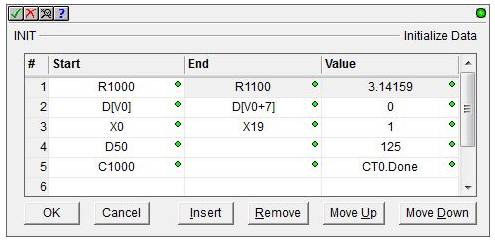 INIT Initialize Data
# Start End Value
1 R1000 R1100 3.14159
2 D[V0] D[V0+7] 0
3 X0 X19 1
4 D50 125
5 C1000 CT0.Done
6
OK Cancel Insert Remove Move Up Move Down